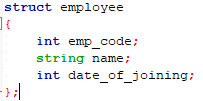 struct employee
{
int emp_code;
string name;
int date_of_joining;
};